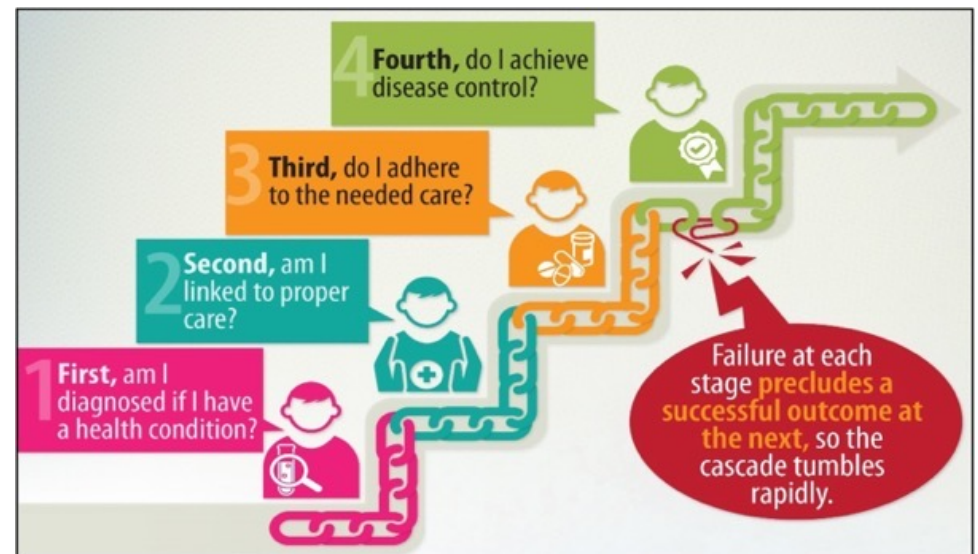 4 Fourth, do I achieve
disease control?
3 Third, do I adhere
to the needed care?
2 Second, am I
linked to proper
care?
1 First, am I
diagnosed if I have
a health condition?
Failure at each
stage precludes a
successful outcome at
the next, so the
cascade tumbles
rapidly.